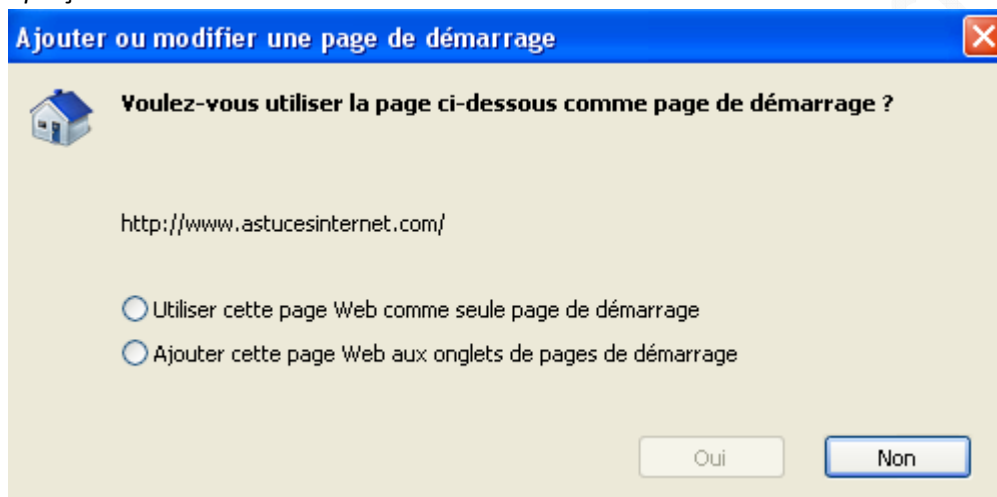 Ajouter ou modifier une page de démarrage
Voulez-vous utiliser la page ci-dessous comme page de démarrage ?
http://www.astucesinternet.com/
Utiliser cette page Web comme seule page de démarrage
Ajouter cette page Web aux onglets de pages de démarrage
Oui
Non